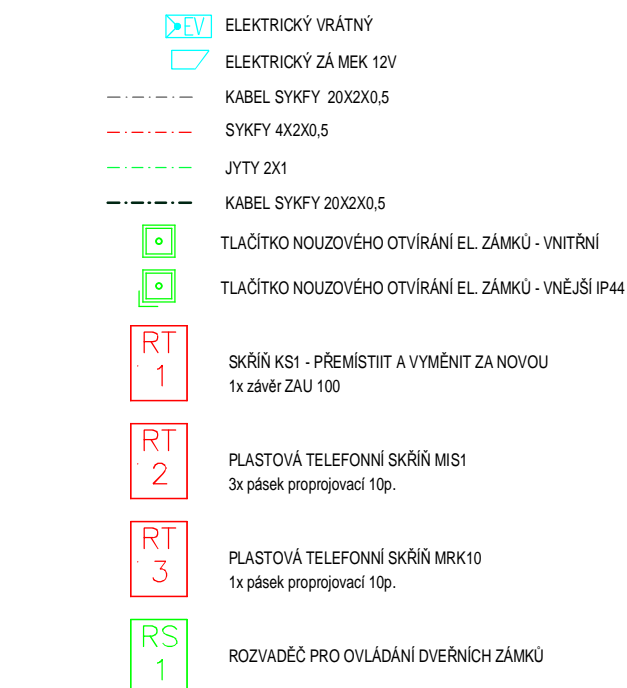 EV ELEKTRICKÝ VRÁTNÝ
ELEKTRICKÝ ZÁ MEK 12V
KABEL SYKFY 20X2X0,5
SYKFY 4X2X0,5
JYTY 2X1
KABEL SYKFY 20X2X0,5
TLAČÍTKO NOUZOVÉHO OTVÍRÁNÍ EL. ZÁMKŮ - VNITŘNÍ
TLAČÍTKO NOUZOVÉHO OTVÍRÁNÍ EL. ZÁMKŮ - VNĚJŠÍ IP44
RT
1
SKŘÍŇ KS1 - PŘEMÍSTIIT A VYMĚNIT ZA NOVOU
1x závěr ZAU 100
RT
2
PLASTOVÁ TELEFONNÍ SKŘÍŇ MIS1
3x pásek proprojovací 10p.
RT
3
PLASTOVÁ TELEFONNÍ SKŘÍŇ MRK10
1x pásek proprojovací 10p.
RS
1
ROZVADĚČ PRO OVLÁDÁNÍ DVEŘNÍCH ZÁMKŮ